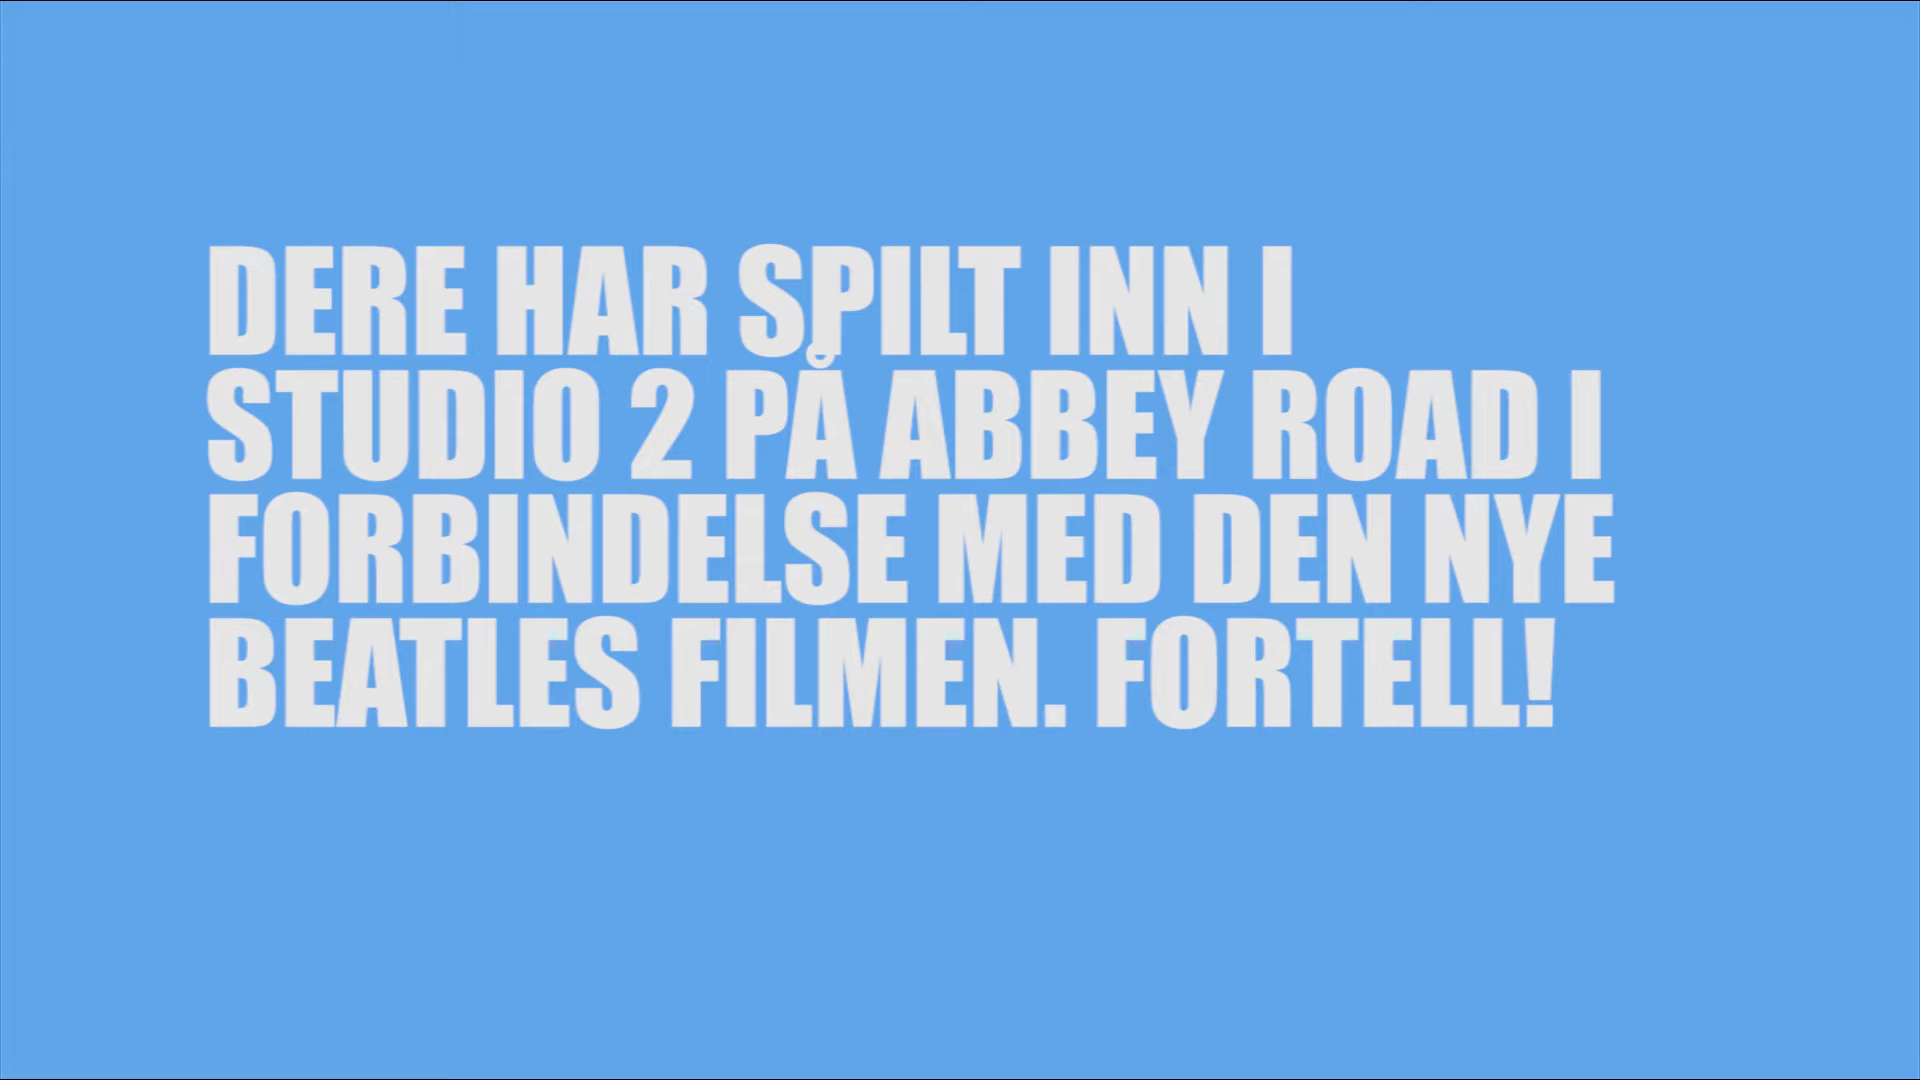 DERE HAR SPILT INN I
STUDIO 2 PÅ ABBEY ROAD I
FORBINDELSE MED DEN NYE
BEATLES FILMEN. FORTELL!